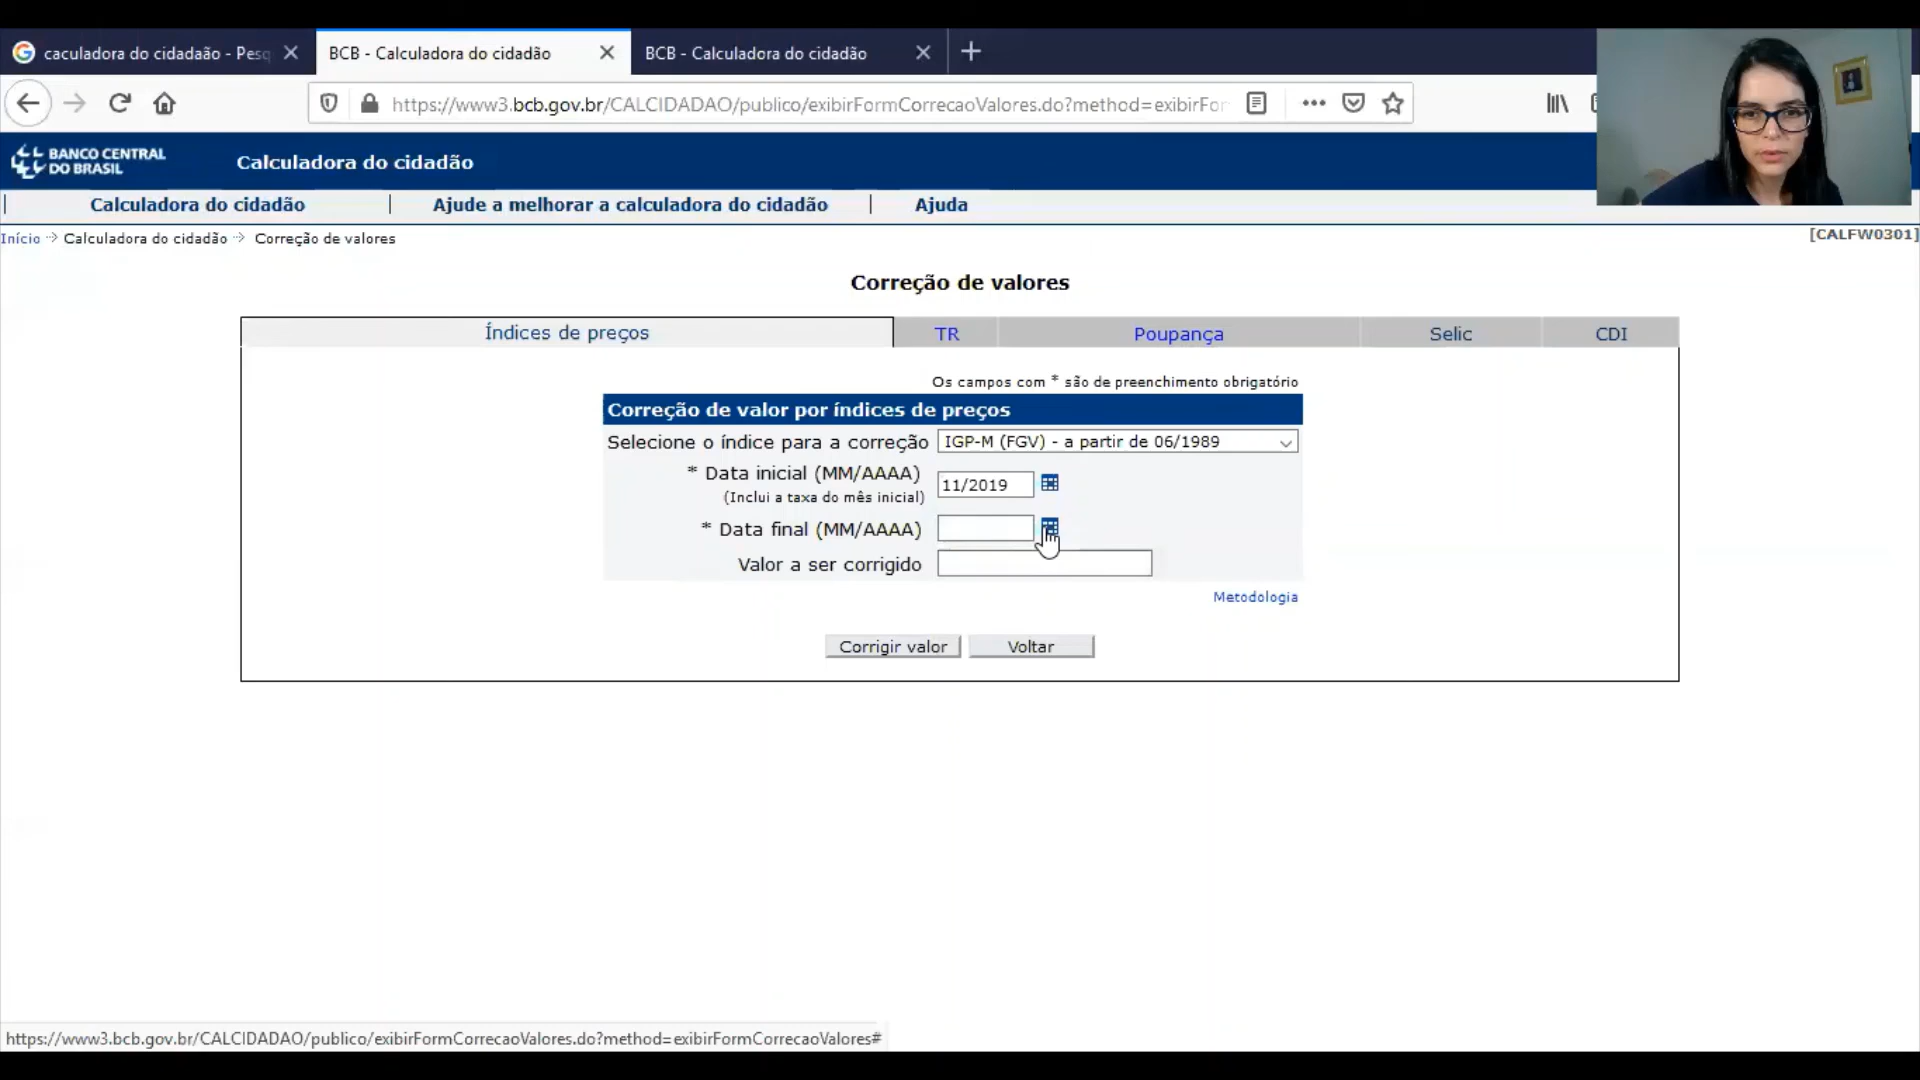 caculadora do cidadaão - Pesq
BCB - Calculadora do cidadão
BCB - Calculadora do cidadão
https://www3.bcb.gov.br/CALCIDADAO/publico/exibirFormCorrecaoValores.do?method=exibirFor
BANCO CENTRAL
DO BRASIL
Calculadora do cidadão
Calculadora do cidadão
Ajude a melhorar a calculadora do cidadão
Ajuda
Início Calculadora do cidadão Correção de valores
[CALFW0301]
Correção de valores
Índices de preços
TR
Poupança
Selic
CDI
Os campos com * são de preenchimento obrigatório
Correção de valor por índices de preços
Selecione o índice para a correção IGP-M (FGV) - a partir de 06/1989
* Data inicial (MM/AAAA) 11/2019
(Inclui a taxa do mês inicial)
* Data final (MM/AAAA)
Valor a ser corrigido
Metodologia
Corrigir valor
Voltar
https://www3.bcb.gov.br/CALCIDADAO/publico/exibirFormCorrecaoValores.do?method=exibirFormCorrecaoValores#